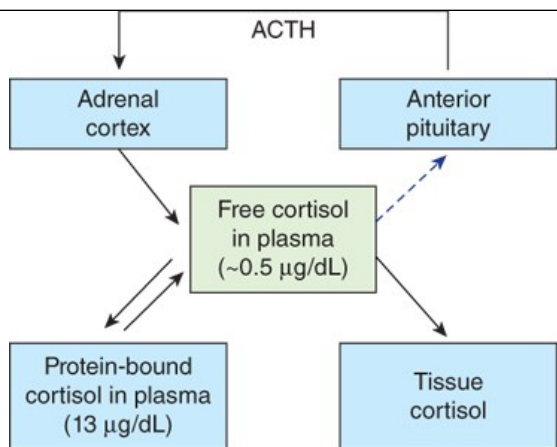 ACTH
Adrenal
cortex
Anterior
pituitary
Free cortisol
in plasma
(~0.5 μg/dL)
Protein-bound
cortisol in plasma
(13 μg/dL)
Tissue
cortisol